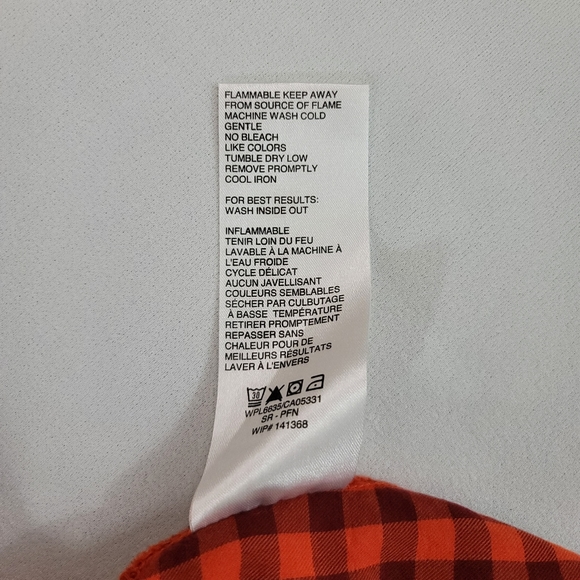 FLAMMABLE KEEP AWAY
FROM SOURCE OF FLAME
MACHINE WASH COLD
GENTLE
NO BLEACH
LIKE COLORS
TUMBLE DRY LOW
REMOVE PROMPTLY
COOL IRON
FOR BEST RESULTS:
WASH INSIDE OUT
INFLAMMABLE
TENIR LOIN DU FEU
LAVABLE À LA MACHINE À
L'EAU FROIDE
CYCLE DÉLICAT
AUCUN JAVELLISANT
COULEURS SEMBLABLES
SÉCHER PAR CULBUTAGE
À BASSE TEMPÉRATURE
RETIRER PROMPTEMENT
REPASSER SANS
CHALEUR POUR DE
MEILLEURS RÉSULTATS
LAVER À L'ENVERS
30
WPL6635/CA05331
SR - PFN
WIP# 141368